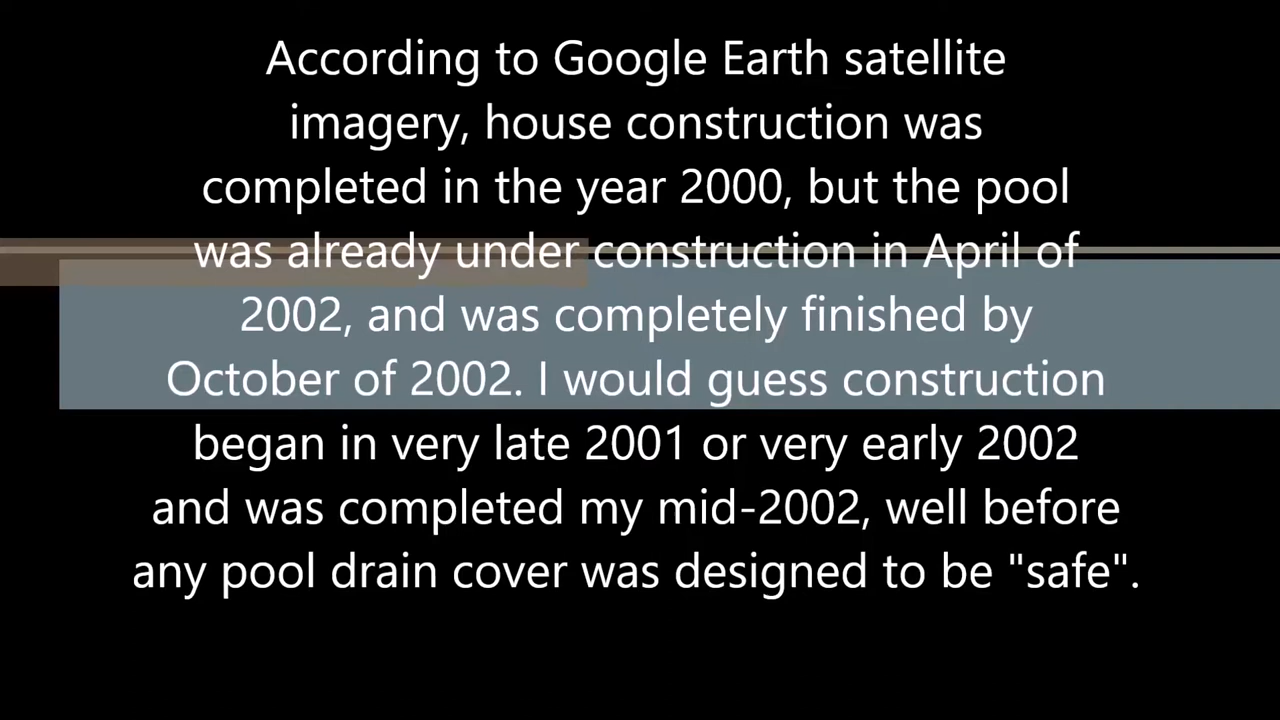 According to Google Earth satellite
imagery, house construction was
completed in the year 2000, but the pool
was already under construction in April of
2002, and was completely finished by
October of 2002. I would guess construction
began in very late 2001 or very early 2002
and was completed my mid-2002, well before
any pool drain cover was designed to be "safe".